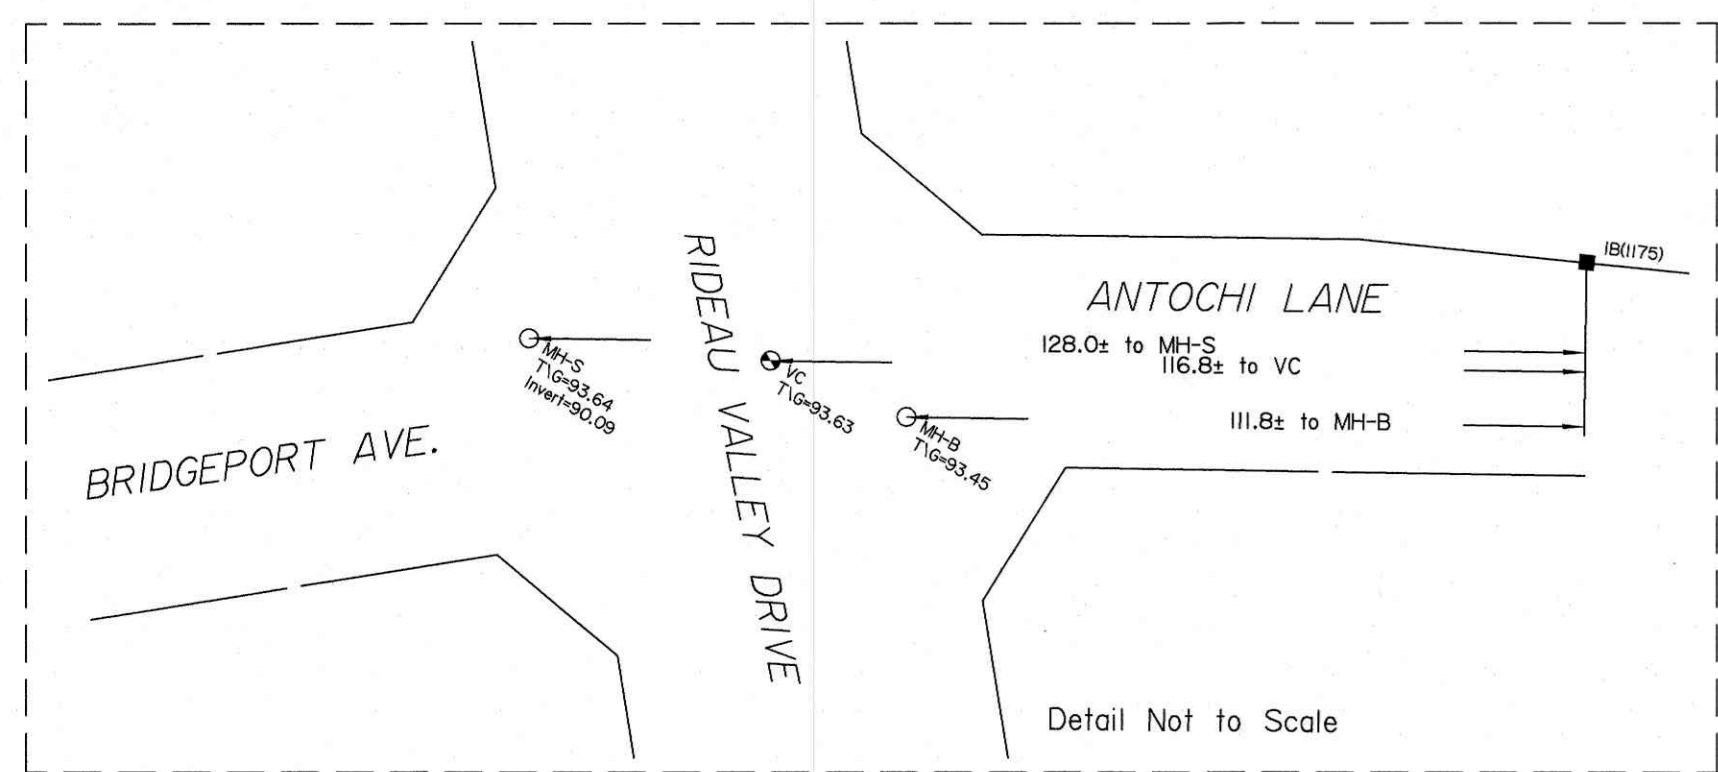 IB(1175)
ANTOCHI LANE
128.0± to MH-S
116.8± to VC
111.8± to MH-B
RIDEAU VALLEY DRIVE
MH-S
T\G=93.64
Invert=90.09
VC
T\G=93.63
MH-B
T\G=93.45
BRIDGEPORT AVE.
Detail Not to Scale